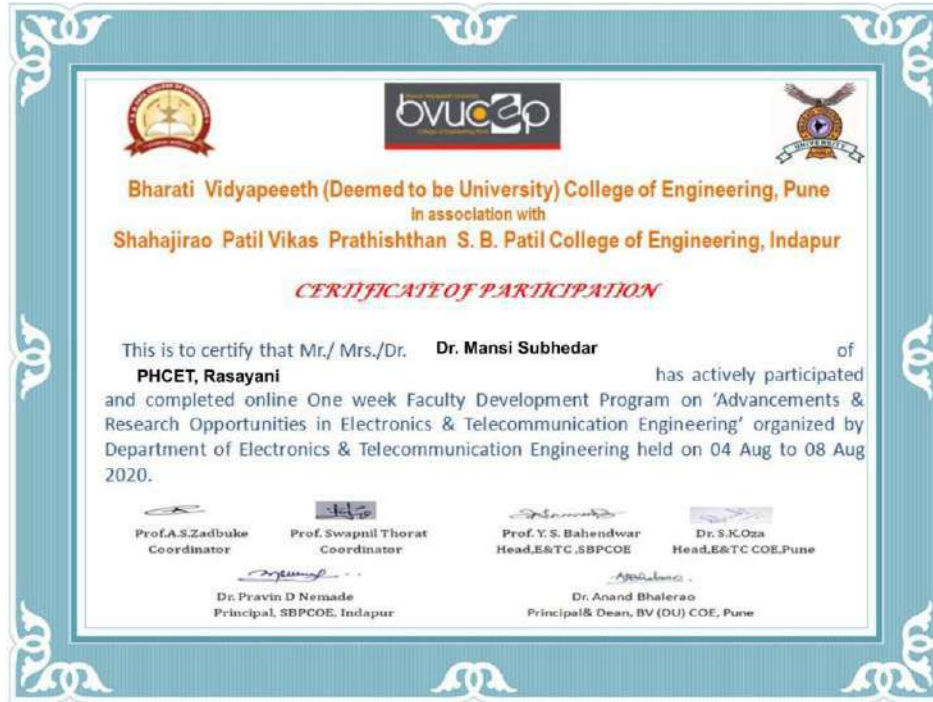 bvucoep
UNIVERSITY
Bharati Vidyapeeeth (Deemed to be University) College of Engineering, Pune
in association with
Shahajirao Patil Vikas Prathishthan S. B. Patil College of Engineering, Indapur
CERTIFICATE OF PARTICIPATION
This is to certify that Mr./ Mrs./Dr. Dr. Mansi Subhedar of
PHCET, Rasayani has actively participated
and completed online One week Faculty Development Program on 'Advancements &
Research Opportunities in Electronics & Telecommunication Engineering' organized by
Department of Electronics & Telecommunication Engineering held on 04 Aug to 08 Aug
2020.
Prof.A.S.Zadbuke Prof. Swapnil Thorat Prof. Y. S. Bahendwar Dr. S.K.Oza
Coordinator Coordinator Head,E&TC ,SBPCOE Head,E&TC COE,Pune
Dr. Pravin D Nemade Dr. Anand Bhalerao
Principal, SBPCOE, Indapur Principal& Dean, BV (DU) COE, Pune